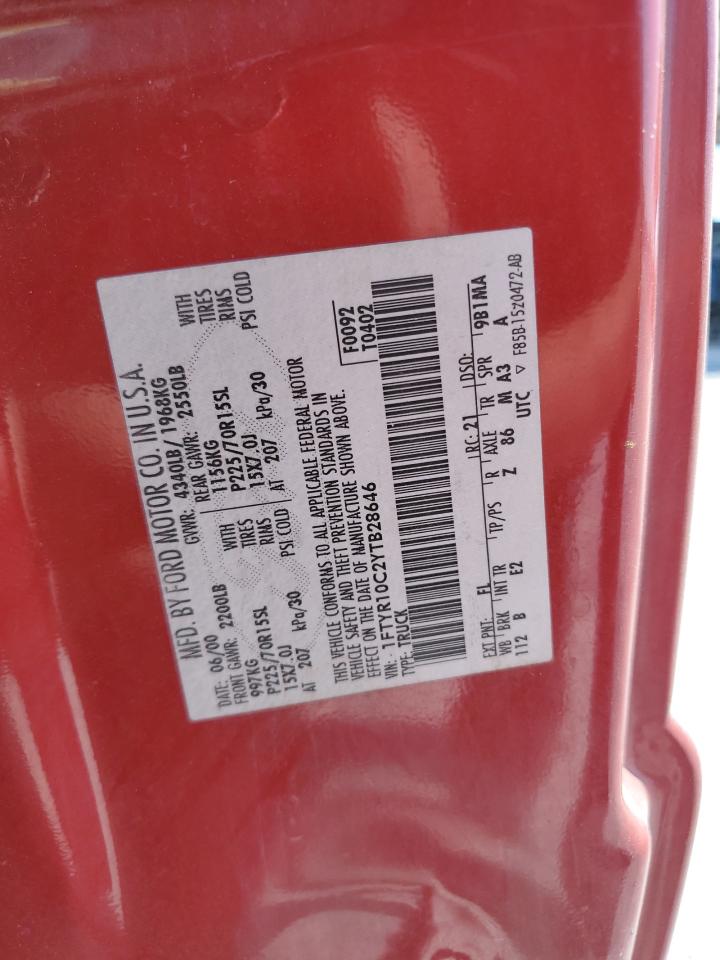 MFD. BY FORD MOTOR CO. IN U.S.A.
DATE: 06/00 GVWR: 4340LB/ 1968KG
FRONT GAWR: 2200LB REAR GAWR: 2550LB
997KG WITH 1156KG WITH
P225/70R15SL TIRES P225/70R15SL TIRES
15X7.0J RIMS 15X7.0J RIMS
AT 207 kPa/30 PSI COLD AT 207 kPa/30 PSI COLD
THIS VEHICLE CONFORMS TO ALL APPLICABLE FEDERAL MOTOR
VEHICLE SAFETY AND THEFT PREVENTION STANDARDS IN
EFFECT ON THE DATE OF MANUFACTURE SHOWN ABOVE.
VIN: 1FTYR10C2YTB28646 F0092
TYPE: TRUCK T0402
EXT PNT: FL RC: 21 DSO:
WB BRK INT TR TP/PS R AXLE TR SPR 9B1MA
112 B E2 Z 86 M A3 A
UTC ▽ F85B-15Z0472-AB